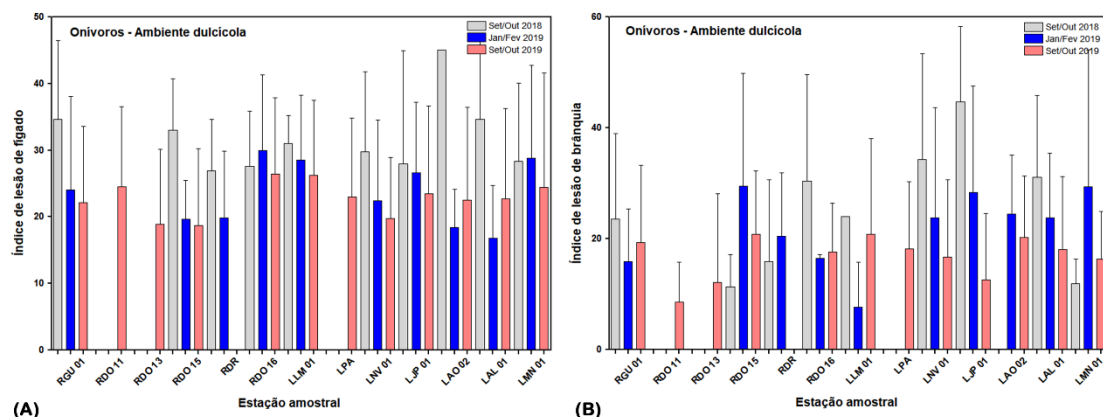 Onívoros - Ambiente dulcícola
Set/Out 2018
Jan/Fev 2019
Set/Out 2019
Índice de lesão de fígado
50
40
30
20
10
0
RGU 01
RDO 11
RDO 13
RDO 15
RDR
RDO 16
LLM 01
LPA
LNV 01
LJP 01
LAO 02
LAL 01
LMN 01
Estação amostral
(A)
Onívoros - Ambiente dulcícola
Set/Out 2018
Jan/Fev 2019
Set/Out 2019
Índice de lesão de brânquia
60
40
20
0
RGU 01
RDO 11
RDO 13
RDO 15
RDR
RDO 16
LLM 01
LPA
LNV 01
LJP 01
LAO 02
LAL 01
LMN 01
Estação amostral
(B)